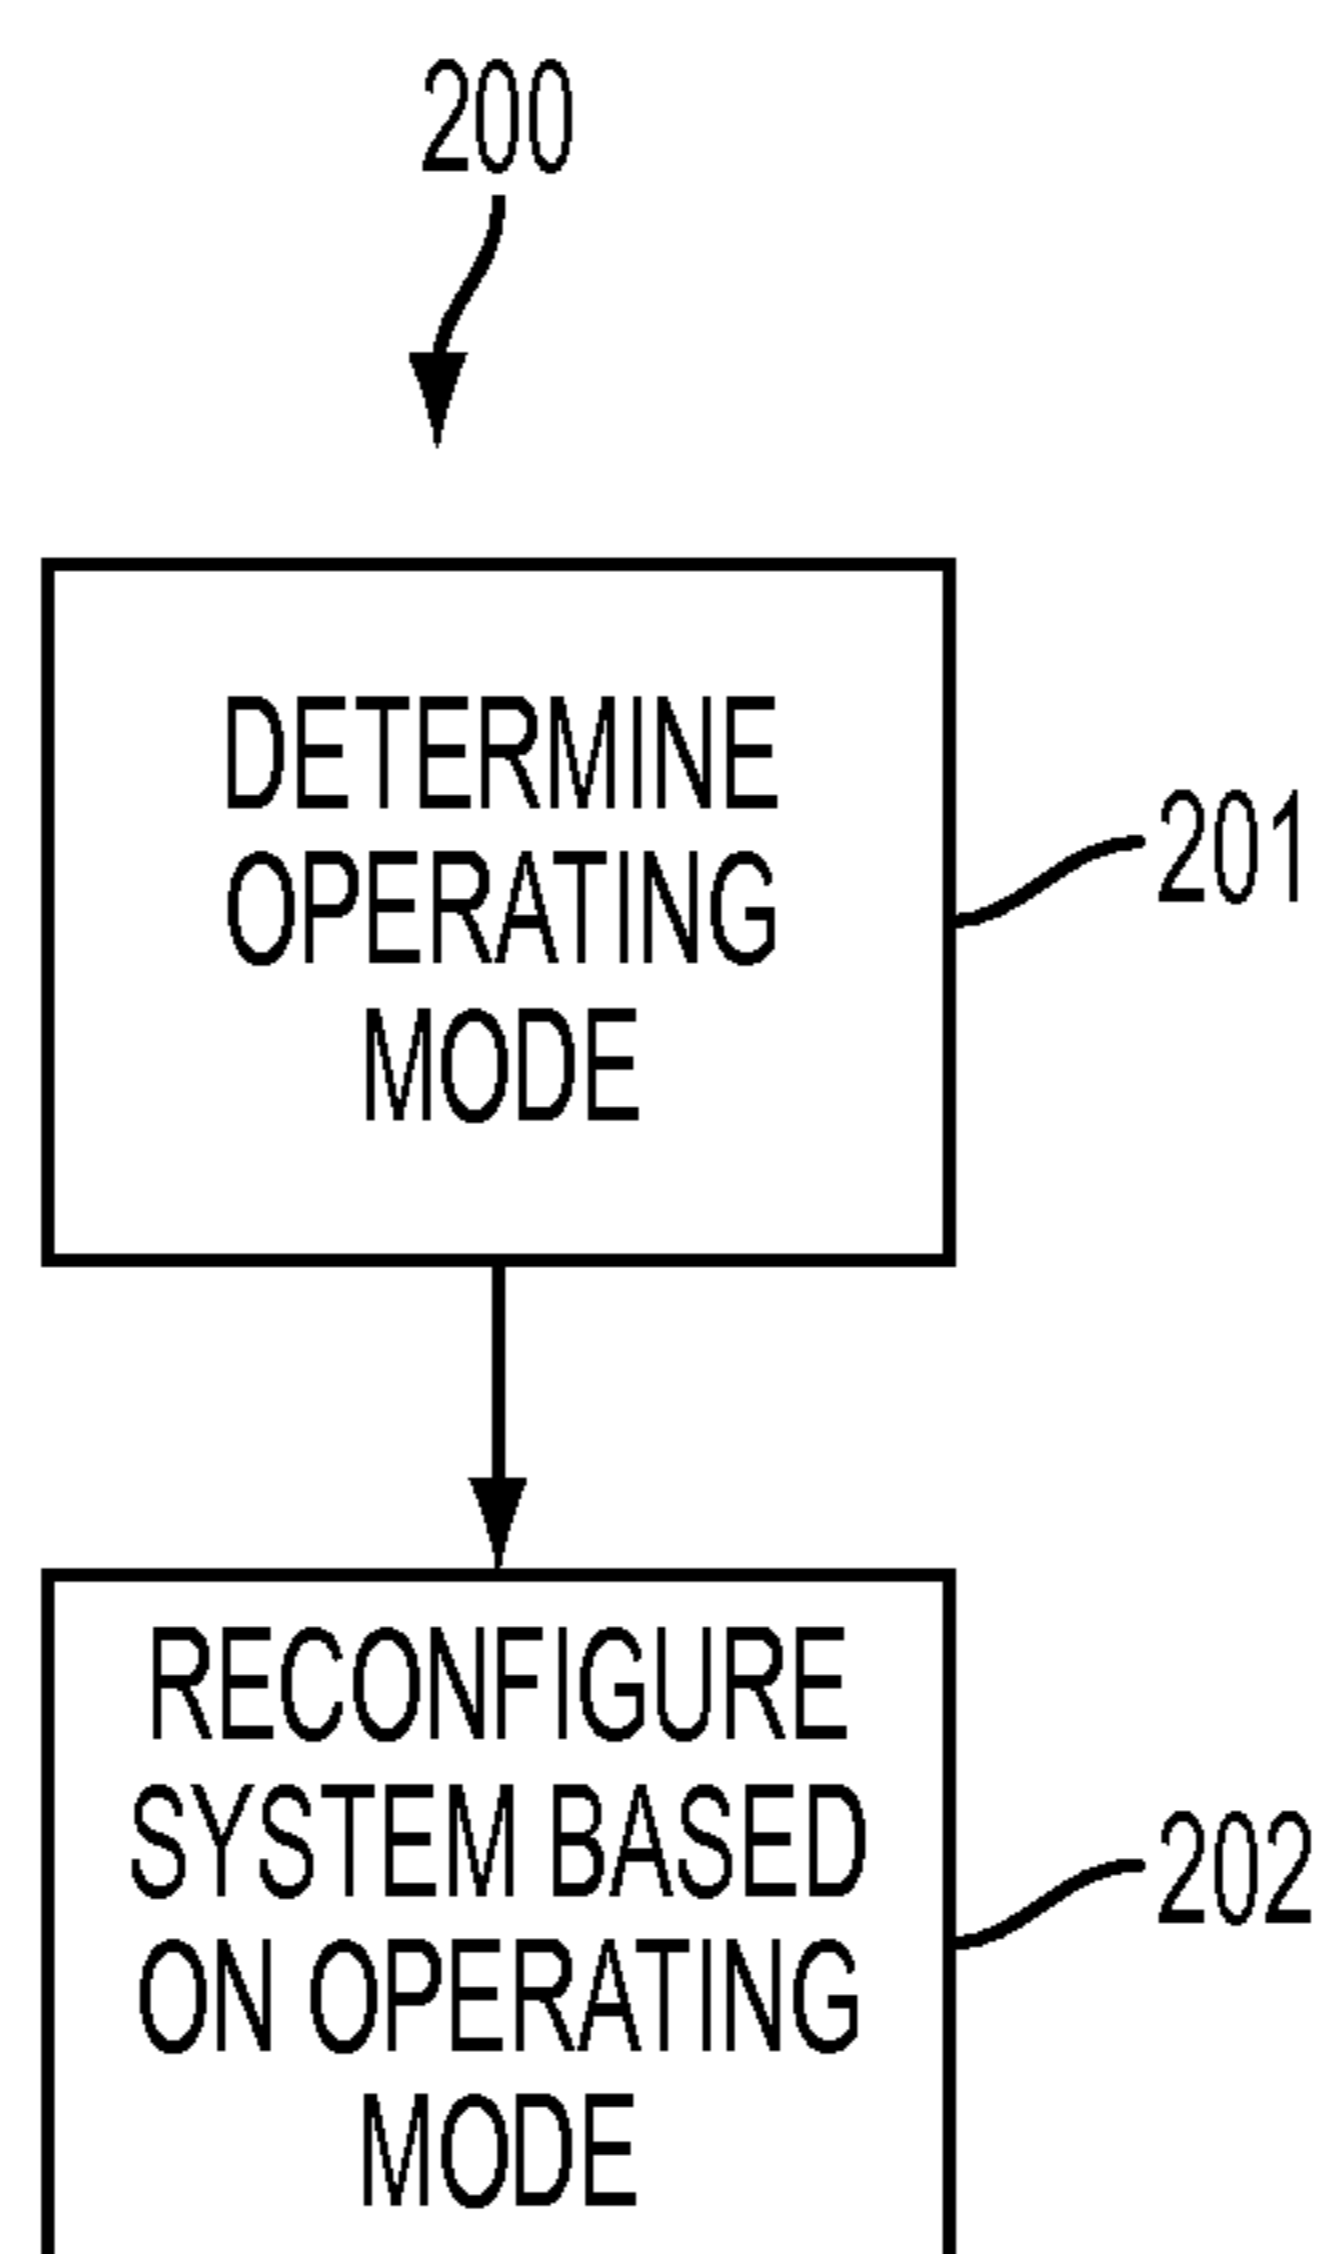 200
DETERMINE
OPERATING
MODE
201
RECONFIGURE
SYSTEM BASED
ON OPERATING
MODE
202